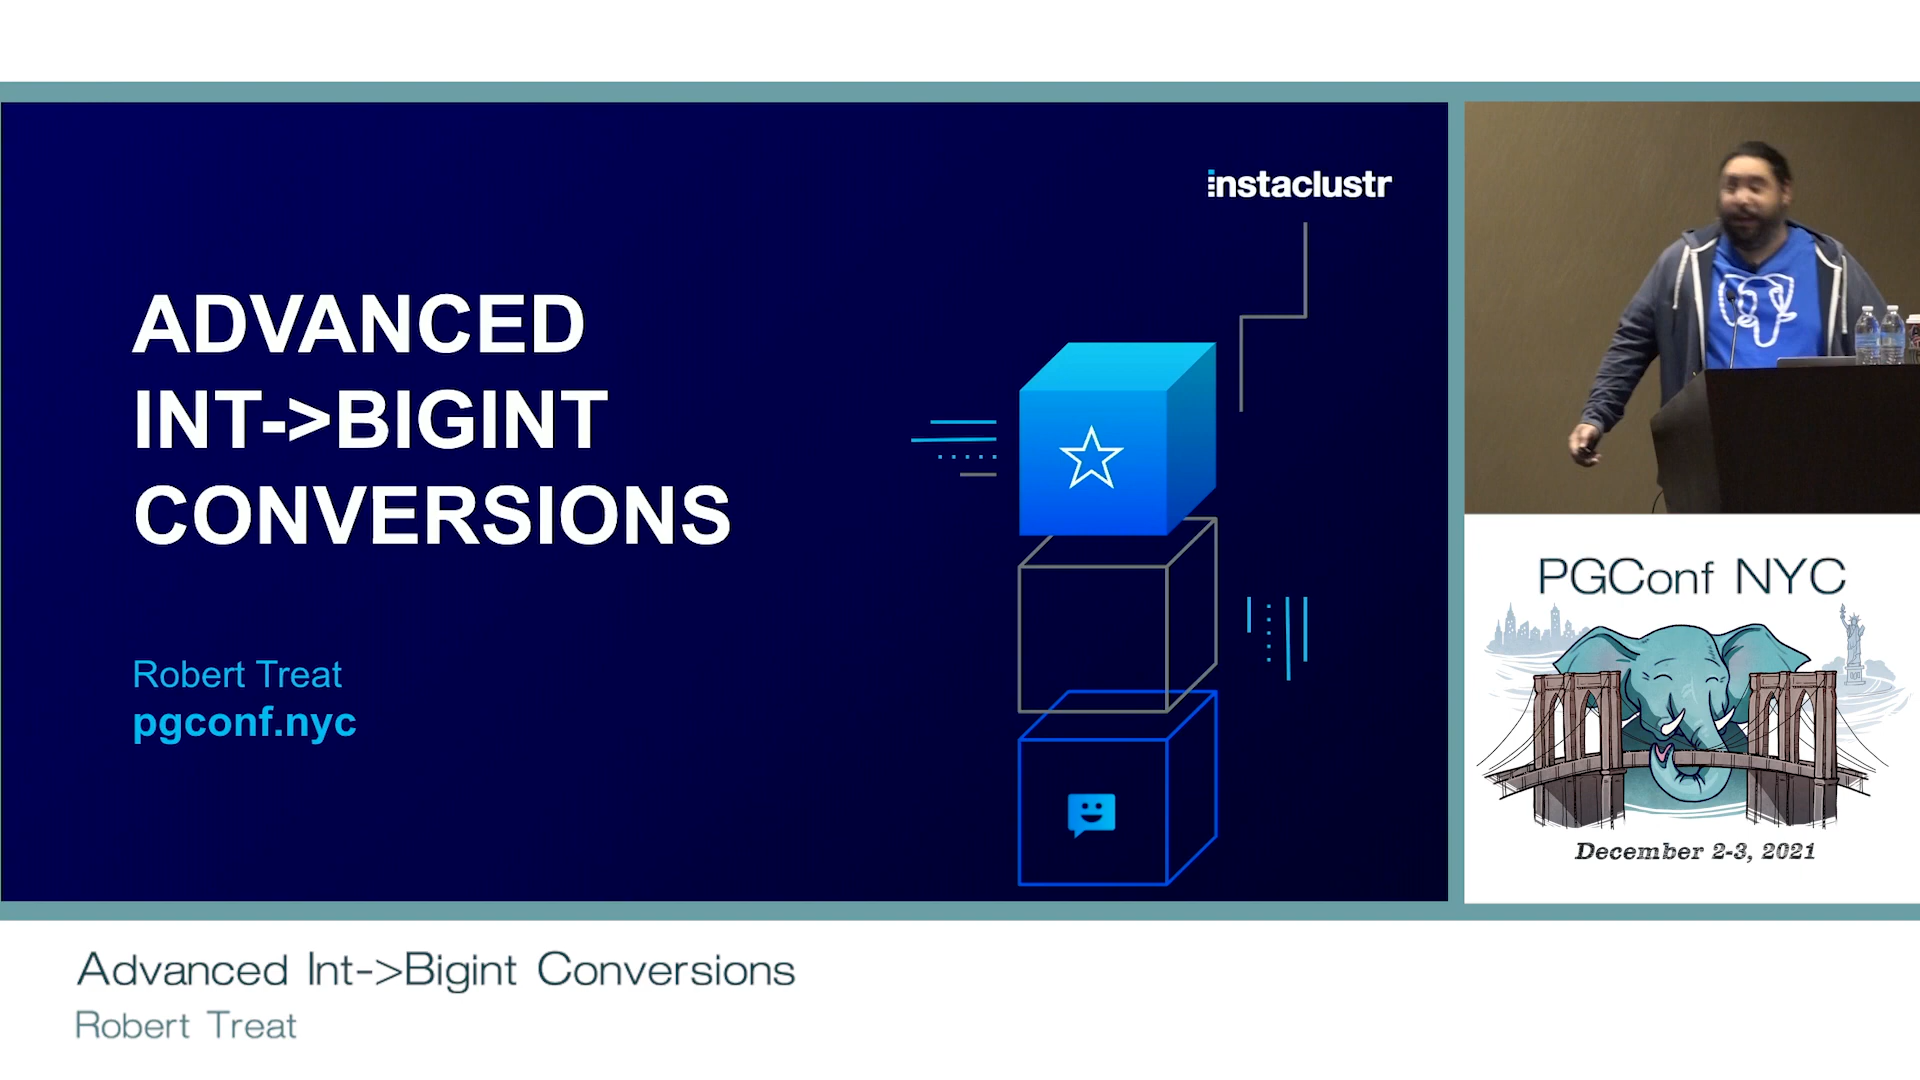 instaclustr
ADVANCED
INT->BIGINT
CONVERSIONS
Robert Treat
pgconf.nyc
PGConf NYC
December 2-3, 2021
Advanced Int->Bigint Conversions
Robert Treat